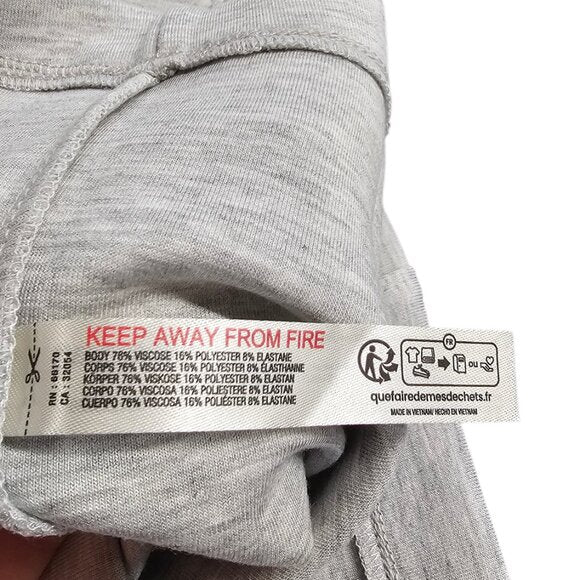 RN : 66170
CA : 32054
KEEP AWAY FROM FIRE
BODY 76% VISCOSE 16% POLYESTER 8% ELASTANE
CORPS 76% VISCOSE 16% POLYESTER 8% ÉLASTHANNE
KÖRPER 76% VISKOSE 16% POLYESTER 8% ELASTAN
CORPO 76% VISCOSA 16% POLIESTERE 8% ELASTAN
CUERPO 76% VISCOSA 16% POLIÉSTER 8% ELASTANE
FR
OU
quefairedemesdechets.fr
MADE IN VIETNAM/ HECHO EN VIETNAM